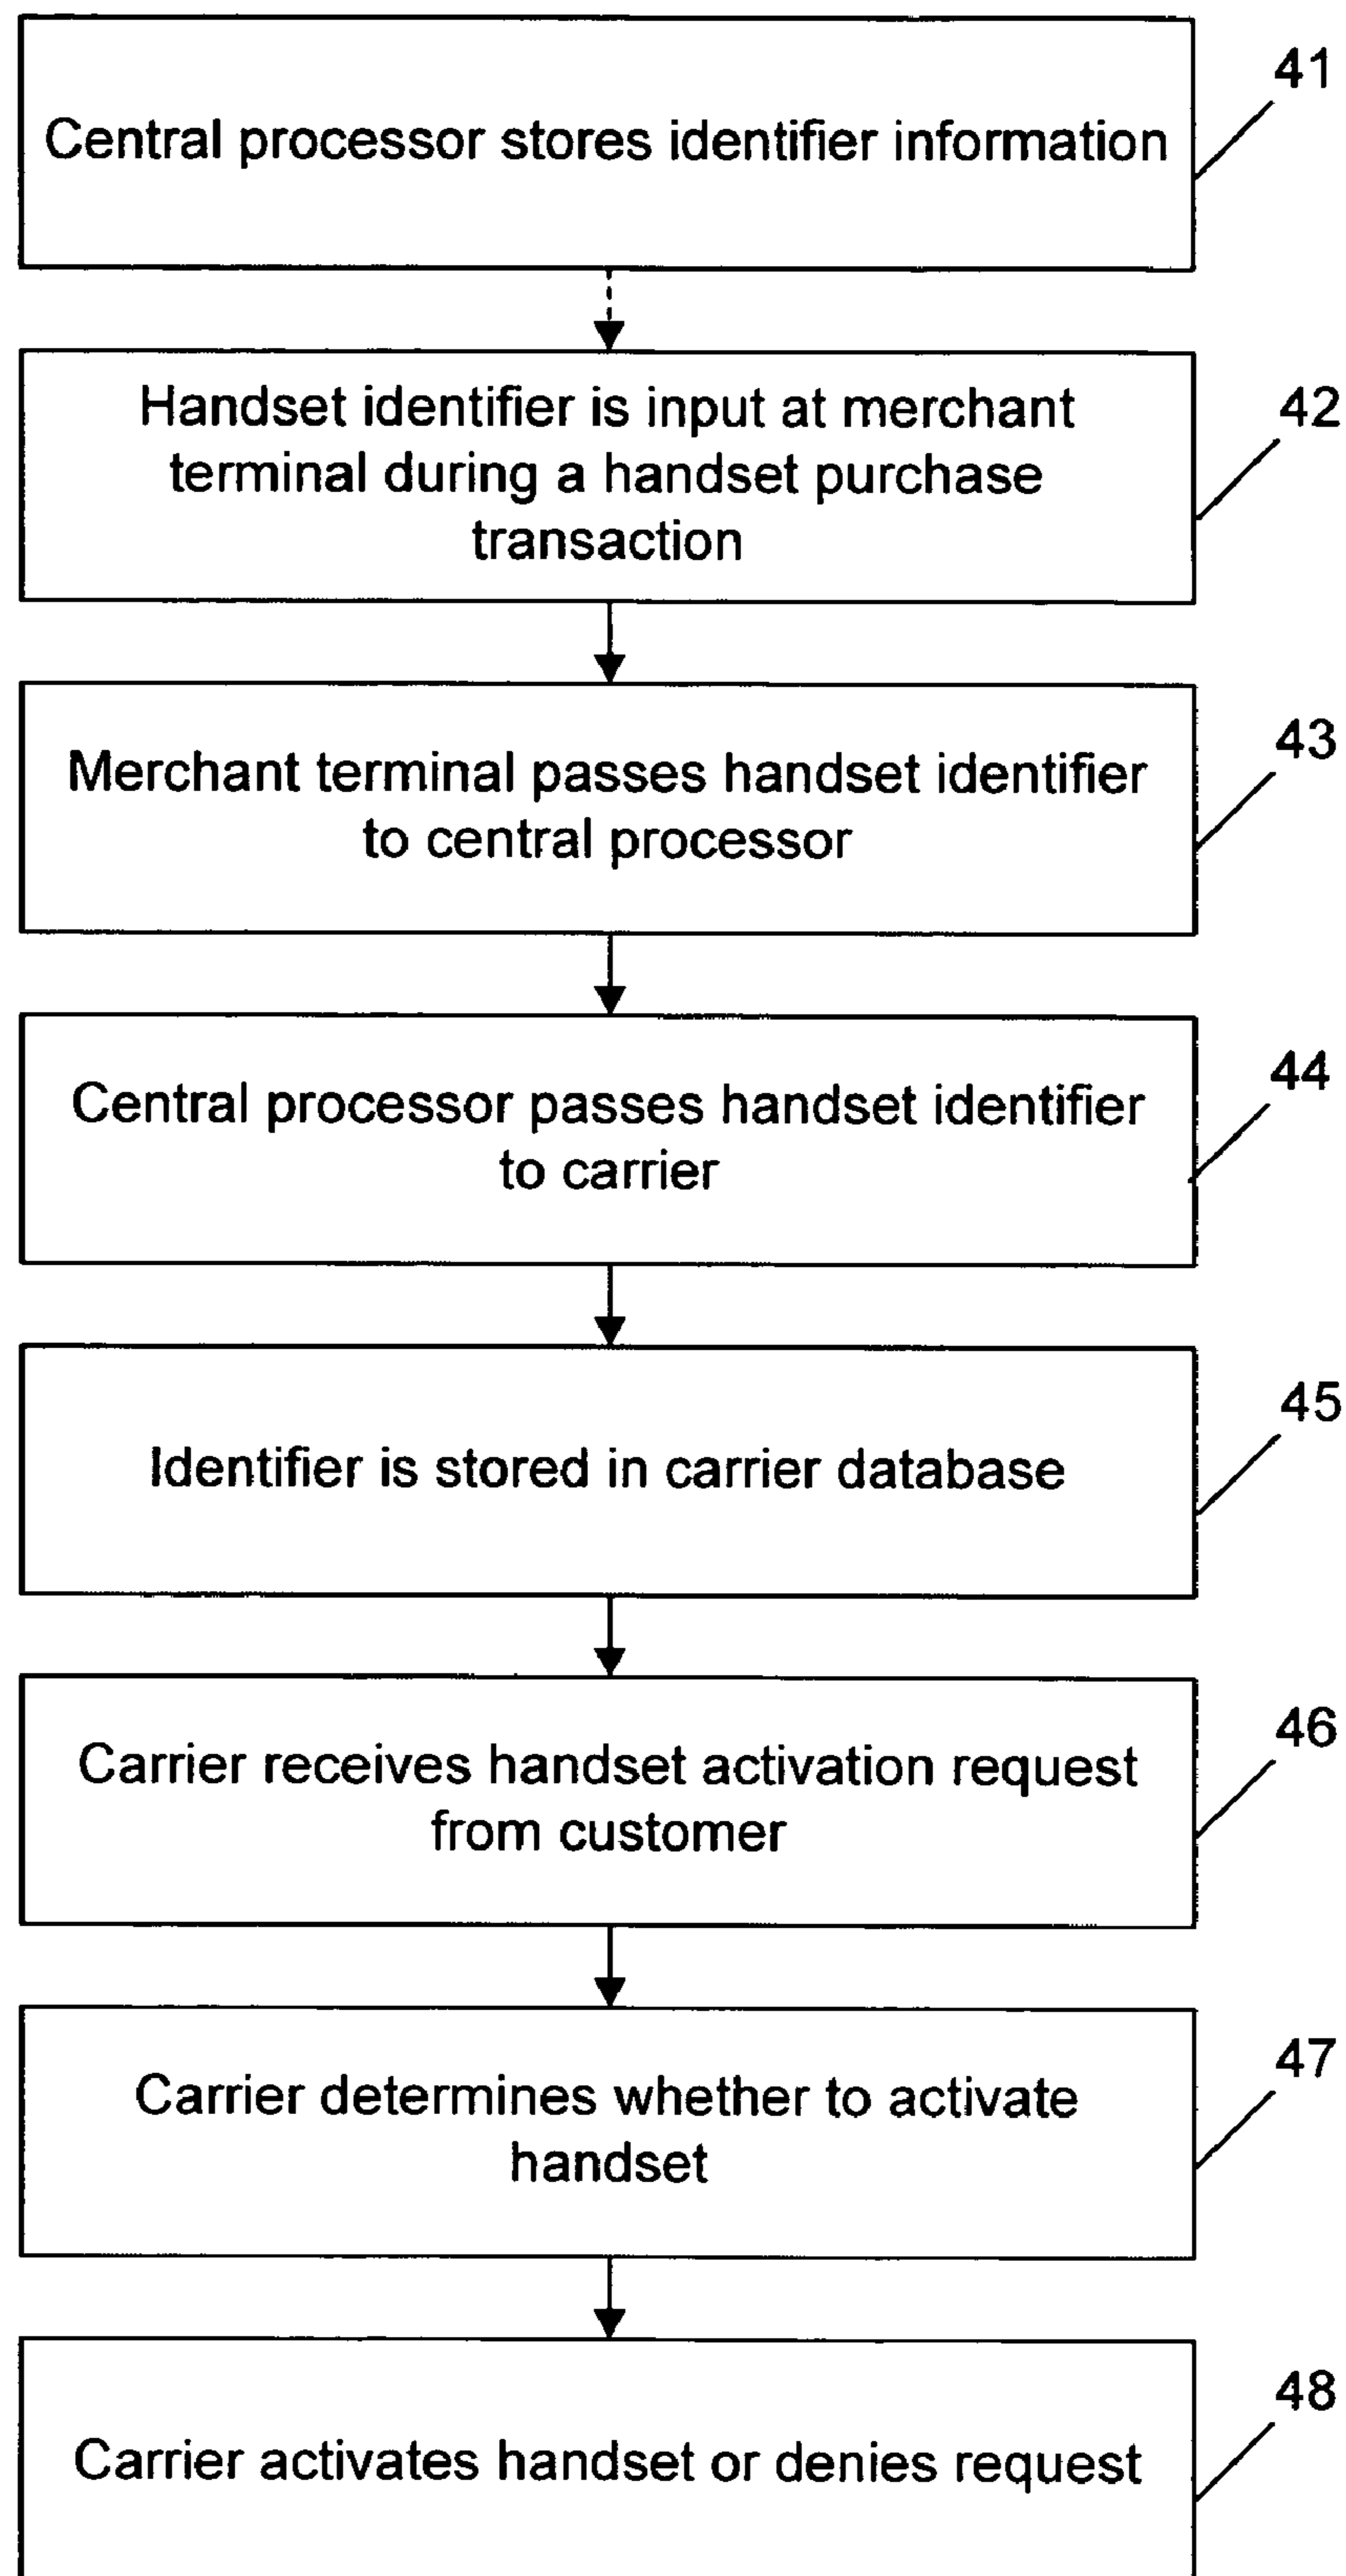 41
Central processor stores identifier information
42
Handset identifier is input at merchant
terminal during a handset purchase
transaction
43
Merchant terminal passes handset identifier
to central processor
44
Central processor passes handset identifier
to carrier
45
Identifier is stored in carrier database
46
Carrier receives handset activation request
from customer
47
Carrier determines whether to activate
handset
48
Carrier activates handset or denies request